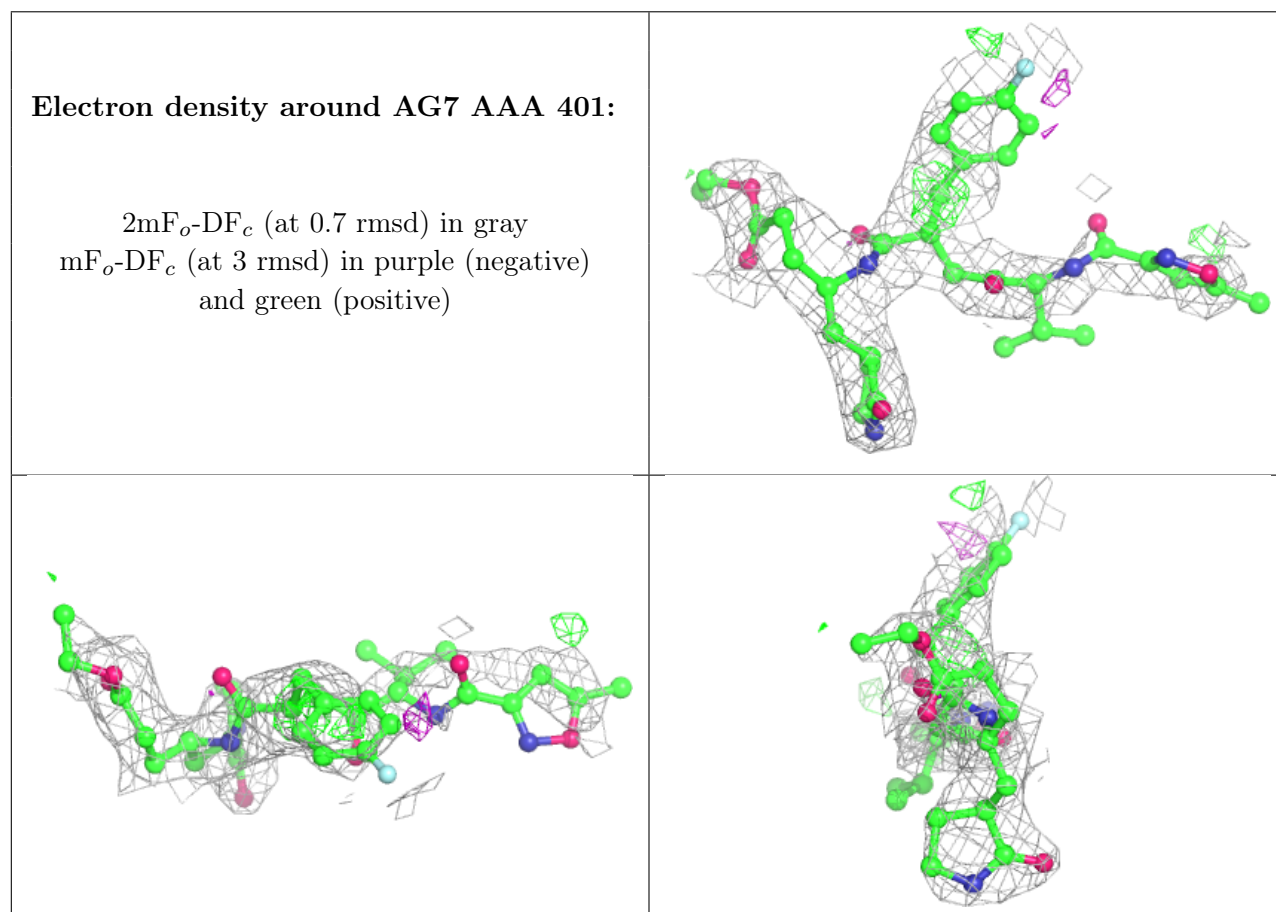 Electron density around AG7 AAA 401:
2mFo-DFc (at 0.7 rmsd) in gray
mFo-DFc (at 3 rmsd) in purple (negative)
and green (positive)